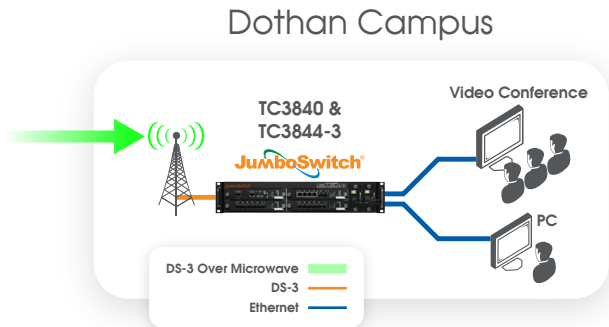 Dothan Campus
TC3840 &
TC3844-3
JumboSwitch®
Video Conference
PC
DS-3 Over Microwave
DS-3
Ethernet